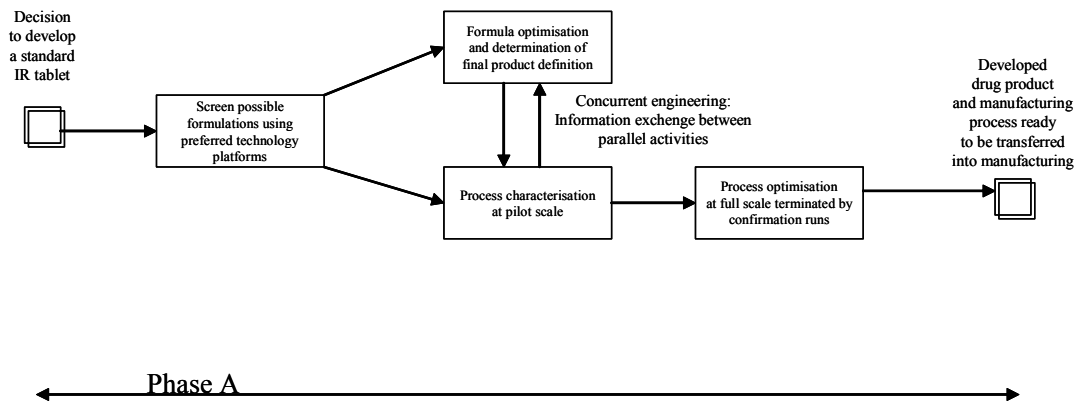 Decision
to develop
a standard
IR tablet
Screen possible
formulations using
preferred technology
platforms
Formula optimisation
and determination of
final product definition
Concurrent engineering:
Information exchange between
parallel activities
Process characterisation
at pilot scale
Process optimisation
at full scale terminated by
confirmation runs
Developed
drug product
and manufacturing
process ready
to be transferred
into manufacturing
Phase A